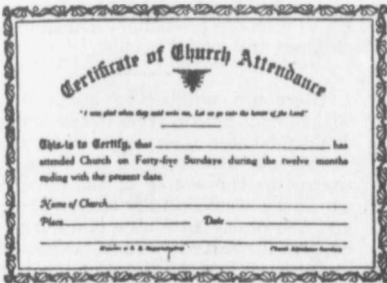 Certificate of Church Attendance
"I was glad when they said unto me, Let us go into the house of the Lord"
This is to Certify, that has
attended Church on Forty-five Sundays during the twelve months
ending with the present date.
Name of Church
Place Date
Church Attendance Secretary